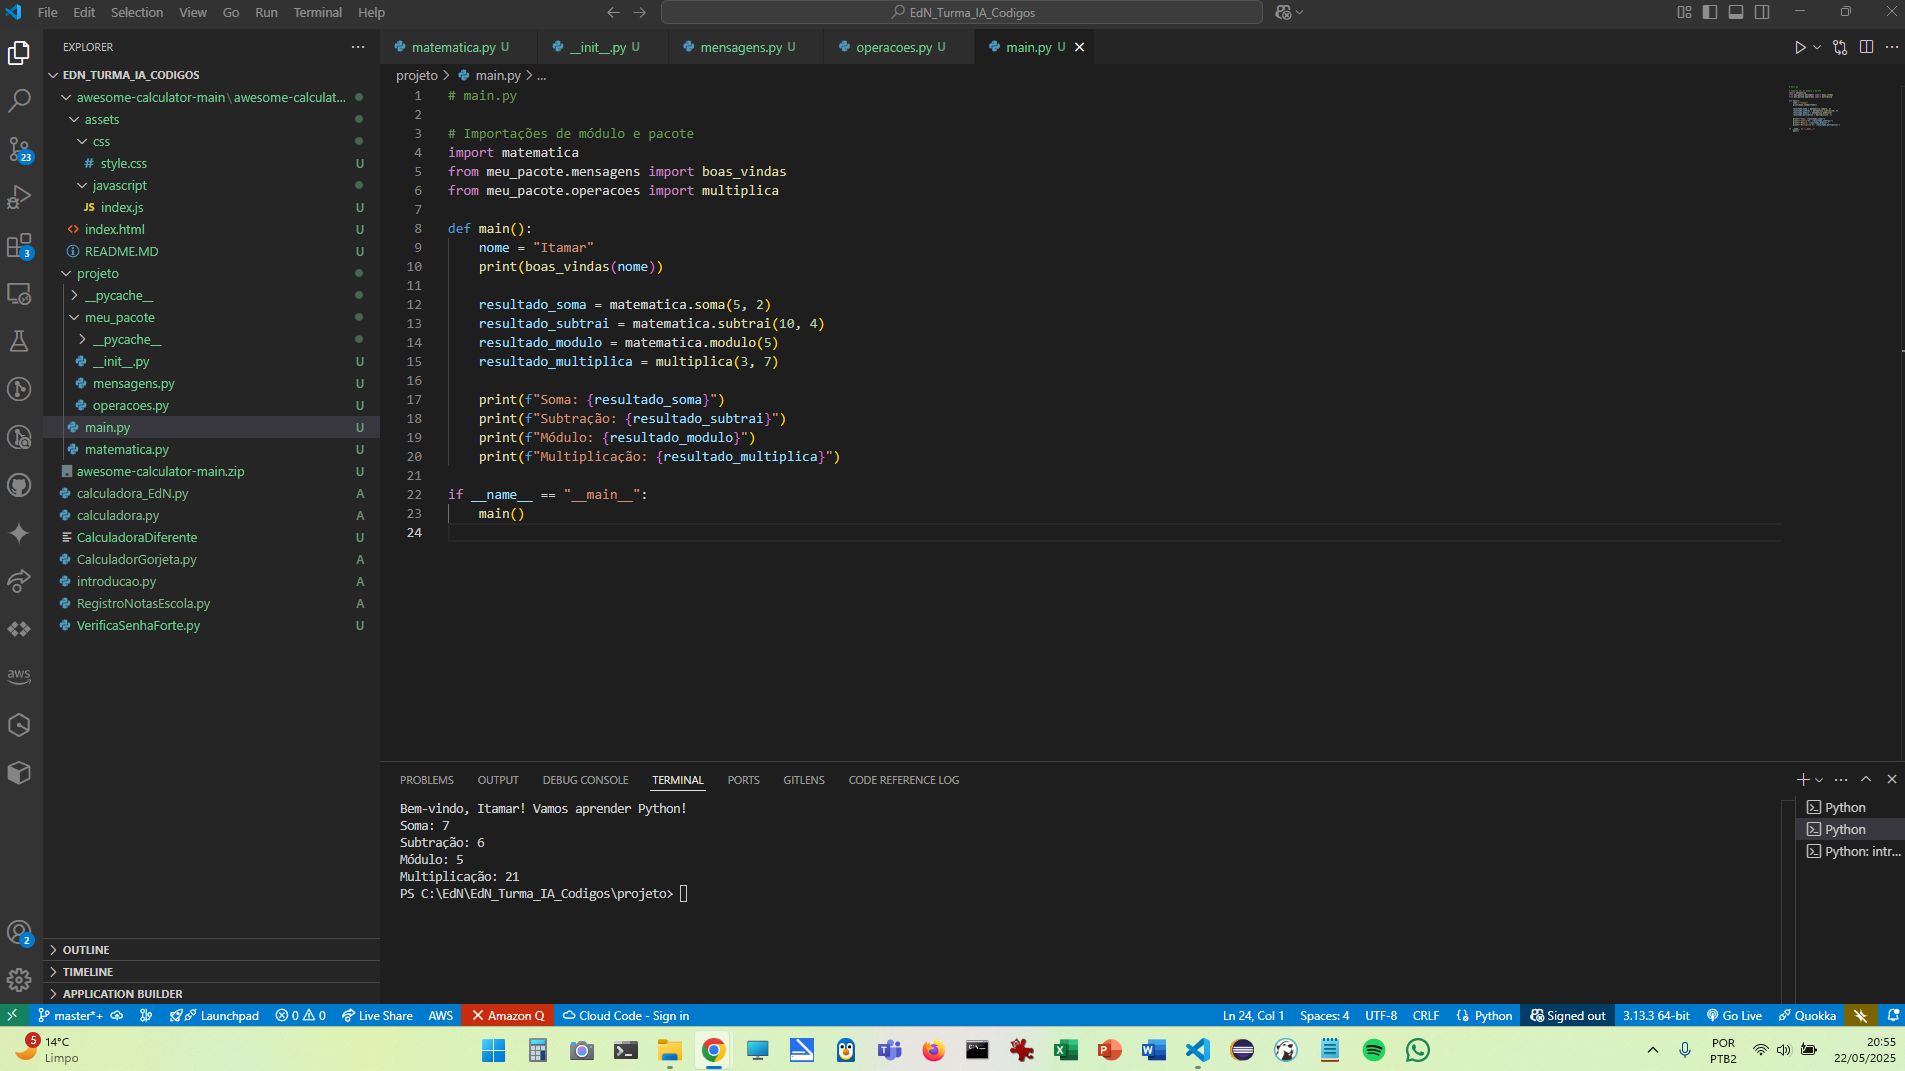 File Edit Selection View Go Run Terminal Help
EdN_Turma_IA_Codigos
EXPLORER
EDN_TURMA_IA_CODIGOS
awesome-calculator-main\awesome-calculat...
assets
css
# style.css U
javascript
JS index.js U
<> index.html U
README.MD U
projeto
__pycache__
meu_pacote
__pycache__
__init__.py U
mensagens.py U
operacoes.py U
main.py U
matematica.py U
awesome-calculator-main.zip U
calculadora_EdN.py A
calculadora.py A
CalculadoraDiferente U
CalculadorGorjeta.py A
introducao.py A
RegistroNotasEscola.py A
VerificaSenhaForte.py U
OUTLINE
TIMELINE
APPLICATION BUILDER
23
3
aws
2
matematica.py U __init__.py U mensagens.py U operacoes.py U main.py U
projeto > main.py > ...
1 # main.py
2
3 # Importações de módulo e pacote
4 import matematica
5 from meu_pacote.mensagens import boas_vindas
6 from meu_pacote.operacoes import multiplica
7
8 def main():
9 nome = "Itamar"
10 print(boas_vindas(nome))
11
12 resultado_soma = matematica.soma(5, 2)
13 resultado_subtrai = matematica.subtrai(10, 4)
14 resultado_modulo = matematica.modulo(5)
15 resultado_multiplica = multiplica(3, 7)
16
17 print(f"Soma: {resultado_soma}")
18 print(f"Subtração: {resultado_subtrai}")
19 print(f"Módulo: {resultado_modulo}")
20 print(f"Multiplicação: {resultado_multiplica}")
21
22 if __name__ == "__main__":
23 main()
24
PROBLEMS OUTPUT DEBUG CONSOLE TERMINAL PORTS GITLENS CODE REFERENCE LOG
Bem-vindo, Itamar! Vamos aprender Python!
Soma: 7
Subtração: 6
Módulo: 5
Multiplicação: 21
PS C:\EdN\EdN_Turma_IA_Codigos\projeto>
Python
Python
Python: intr...
master*+ Launchpad 0 0 Live Share AWS Amazon Q Cloud Code - Sign in Ln 24, Col 1 Spaces: 4 UTF-8 CRLF Python Signed out 3.13.3 64-bit Go Live Quokka
5
14°C
Limpo
POR
PTB2
20:55
22/05/2025